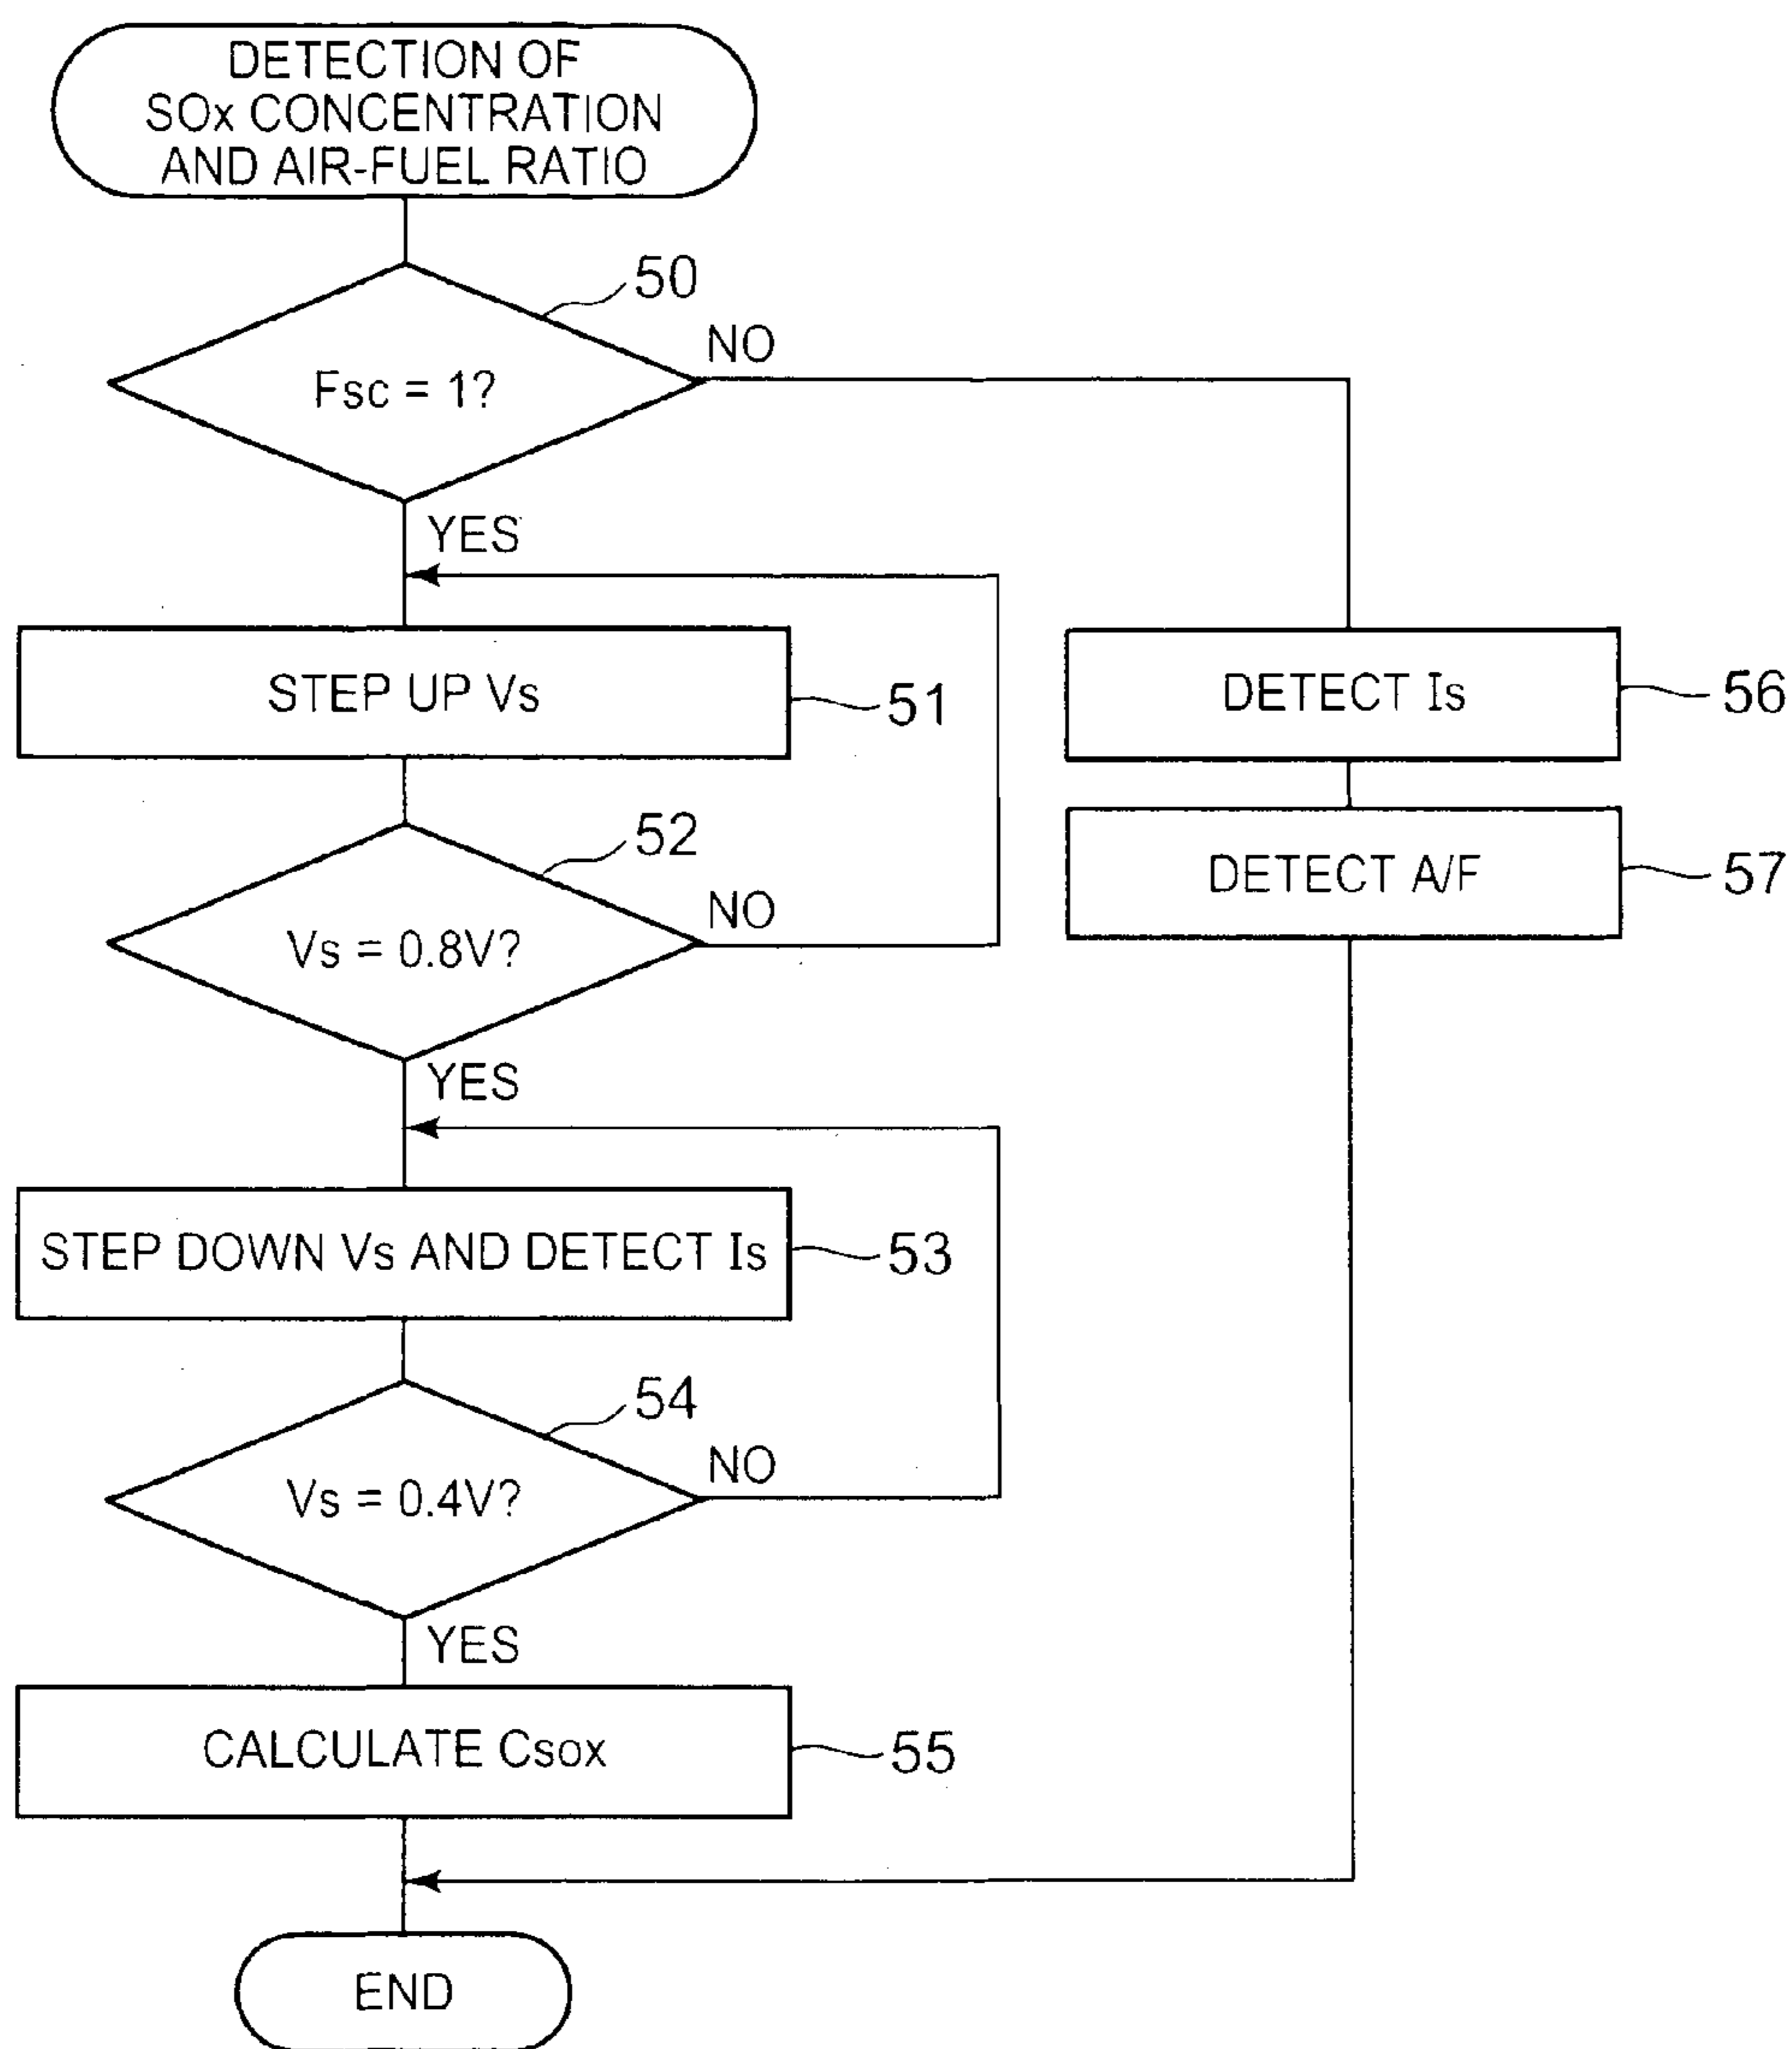 DETECTION OF
SOx CONCENTRATION
AND AIR-FUEL RATIO
50
Fsc = 1?
NO
YES
STEP UP Vs
51
DETECT Is
56
52
Vs = 0.8V?
NO
DETECT A/F
57
YES
STEP DOWN Vs AND DETECT Is
53
54
Vs = 0.4V?
NO
YES
CALCULATE Csox
55
END